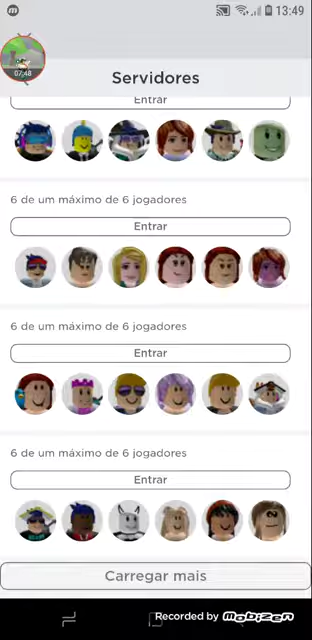 13:49
07:48
Servidores
Entrar
6 de um máximo de 6 jogadores
Entrar
6 de um máximo de 6 jogadores
Entrar
6 de um máximo de 6 jogadores
Entrar
Carregar mais
Recorded by Mobizen